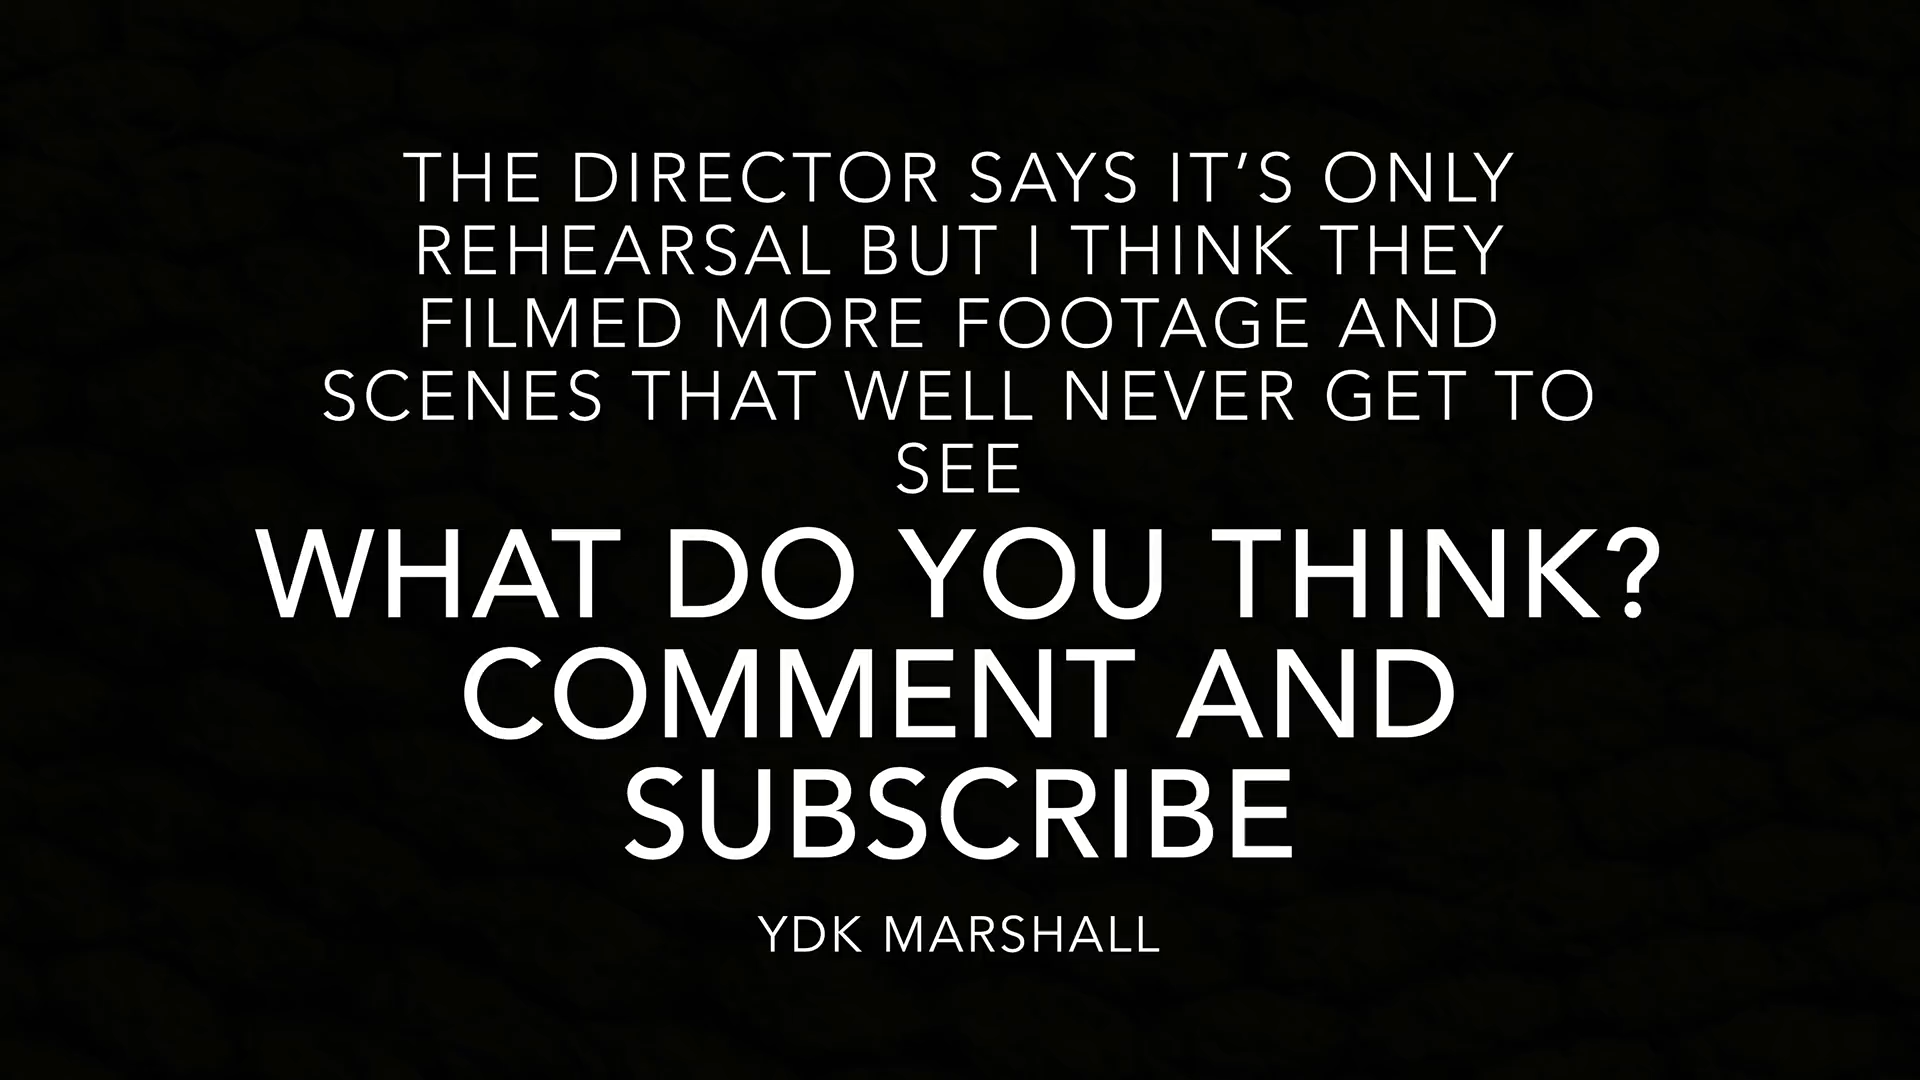 THE DIRECTOR SAYS IT’S ONLY
REHEARSAL BUT I THINK THEY
FILMED MORE FOOTAGE AND
SCENES THAT WELL NEVER GET TO
SEE
WHAT DO YOU THINK?
COMMENT AND
SUBSCRIBE
YDK MARSHALL